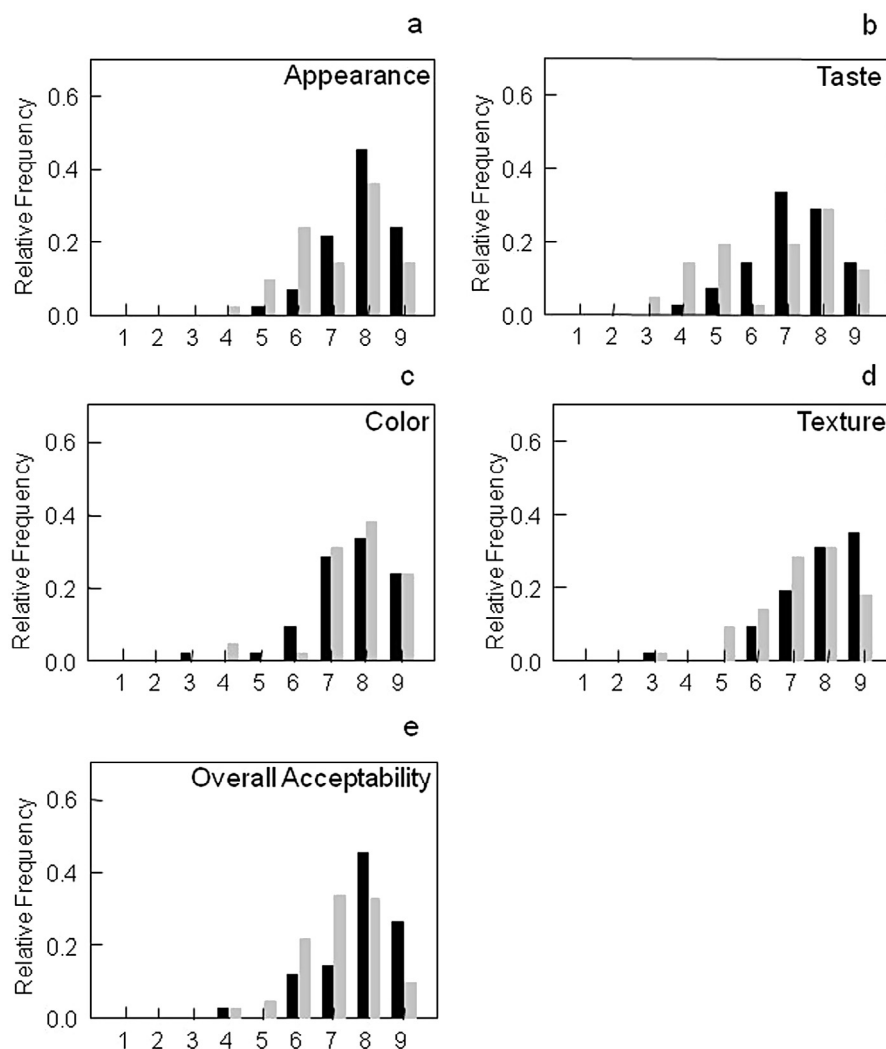 a
Appearance
Relative Frequency
0.6
0.4
0.2
0.0
1 2 3 4 5 6 7 8 9
b
Taste
Relative Frequency
0.6
0.4
0.2
0.0
1 2 3 4 5 6 7 8 9
c
Color
Relative Frequency
0.6
0.4
0.2
0.0
1 2 3 4 5 6 7 8 9
d
Texture
Relative Frequency
0.6
0.4
0.2
0.0
1 2 3 4 5 6 7 8 9
e
Overall Acceptability
Relative Frequency
0.6
0.4
0.2
0.0
1 2 3 4 5 6 7 8 9